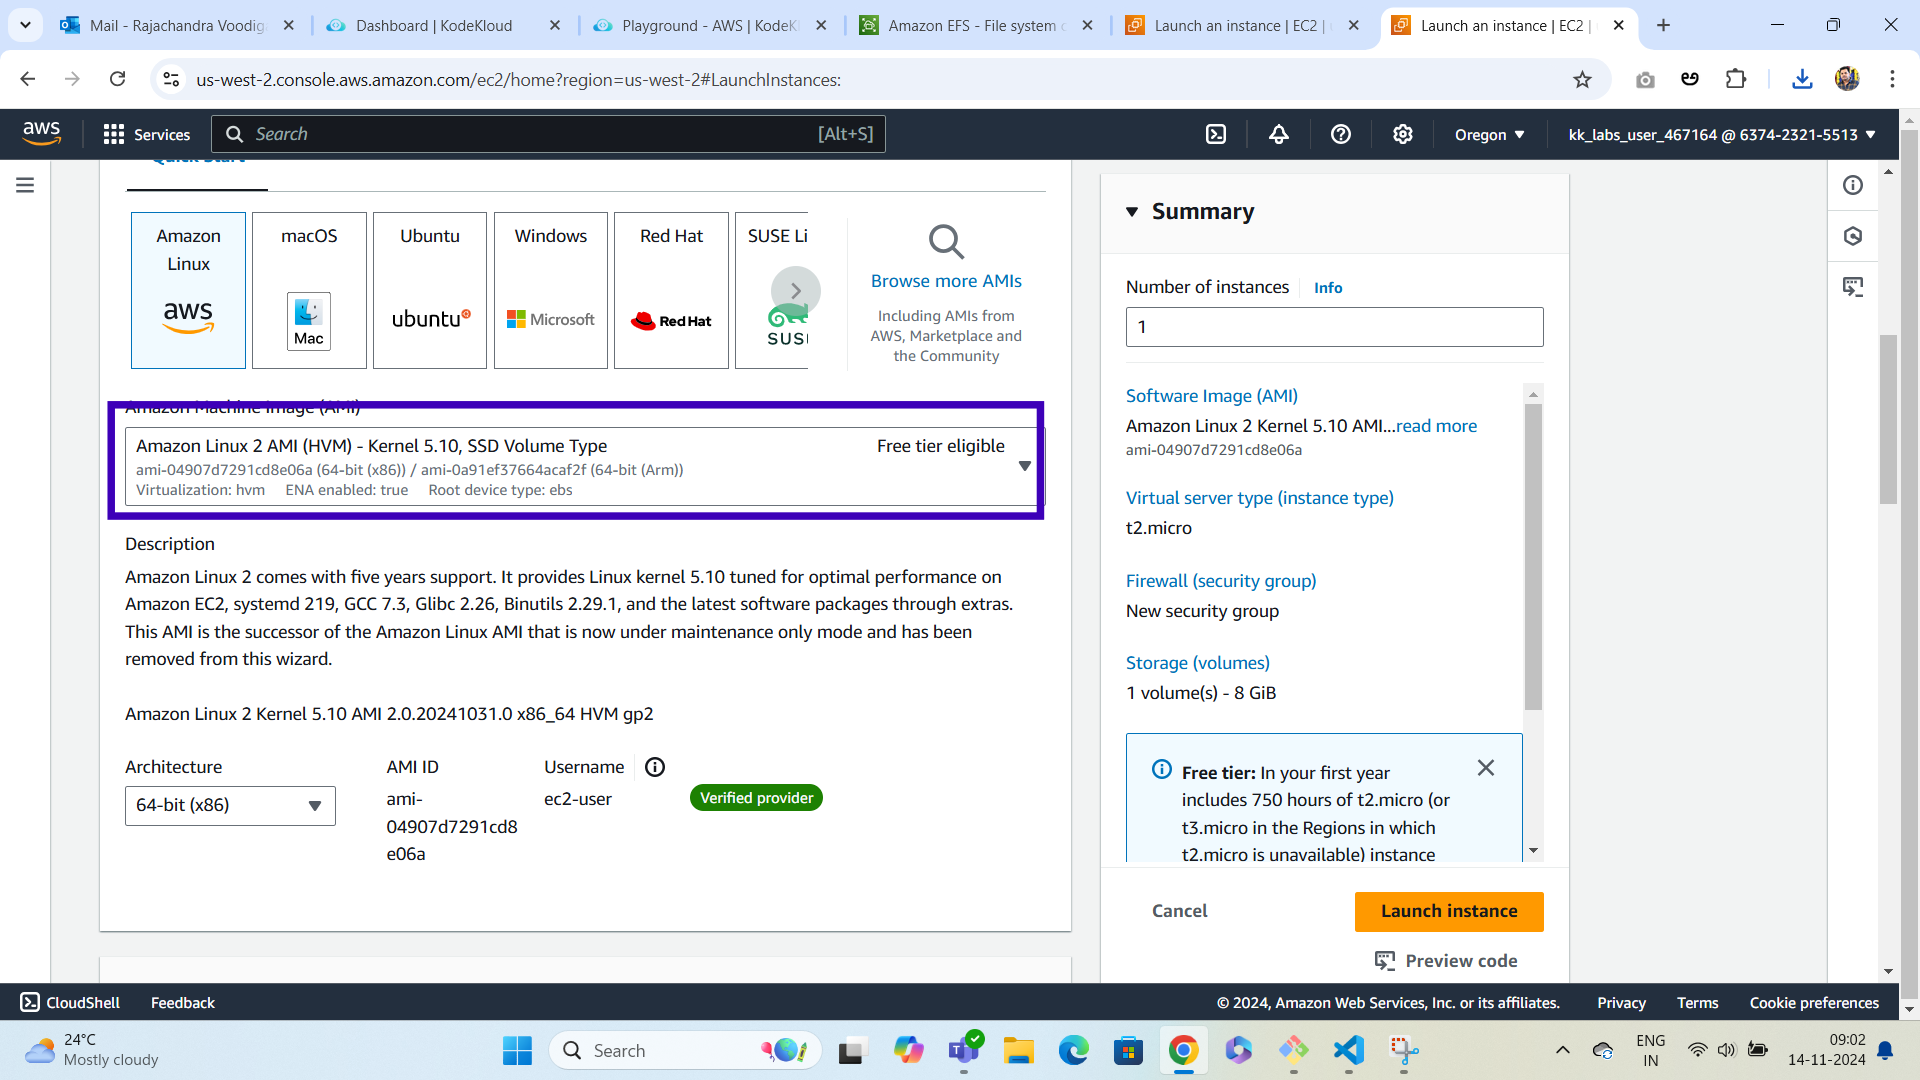 Mail - Rajachandra Voodig
Dashboard | KodeKloud
Playground - AWS | KodeK
Amazon EFS - File system c
Launch an instance | EC2 |
Launch an instance | EC2 |
us-west-2.console.aws.amazon.com/ec2/home?region=us-west-2#LaunchInstances:
aws
Services
Search
[Alt+S]
Oregon
kk_labs_user_467164 @ 6374-2321-5513
Quick Start
Amazon Linux
aws
macOS
Mac
Ubuntu
ubuntu
Windows
Microsoft
Red Hat
Red Hat
SUSE Li
SUS
Browse more AMIs
Including AMIs from
AWS, Marketplace and
the Community
Amazon Machine Image (AMI)
Amazon Linux 2 AMI (HVM) - Kernel 5.10, SSD Volume Type
Free tier eligible
ami-04907d7291cd8e06a (64-bit (x86)) / ami-0a91ef37664acaf2f (64-bit (Arm))
Virtualization: hvm ENA enabled: true Root device type: ebs
Description
Amazon Linux 2 comes with five years support. It provides Linux kernel 5.10 tuned for optimal performance on
Amazon EC2, systemd 219, GCC 7.3, Glibc 2.26, Binutils 2.29.1, and the latest software packages through extras.
This AMI is the successor of the Amazon Linux AMI that is now under maintenance only mode and has been
removed from this wizard.
Amazon Linux 2 Kernel 5.10 AMI 2.0.20241031.0 x86_64 HVM gp2
Architecture
64-bit (x86)
AMI ID
ami-
04907d7291cd8
e06a
Username
ec2-user
Verified provider
Summary
Number of instances
Info
1
Software Image (AMI)
Amazon Linux 2 Kernel 5.10 AMI...read more
ami-04907d7291cd8e06a
Virtual server type (instance type)
t2.micro
Firewall (security group)
New security group
Storage (volumes)
1 volume(s) - 8 GiB
Free tier: In your first year
includes 750 hours of t2.micro (or
t3.micro in the Regions in which
t2.micro is unavailable) instance
Cancel
Launch instance
Preview code
CloudShell
Feedback
© 2024, Amazon Web Services, Inc. or its affiliates.
Privacy
Terms
Cookie preferences
24°C
Mostly cloudy
Search
ENG
IN
09:02
14-11-2024